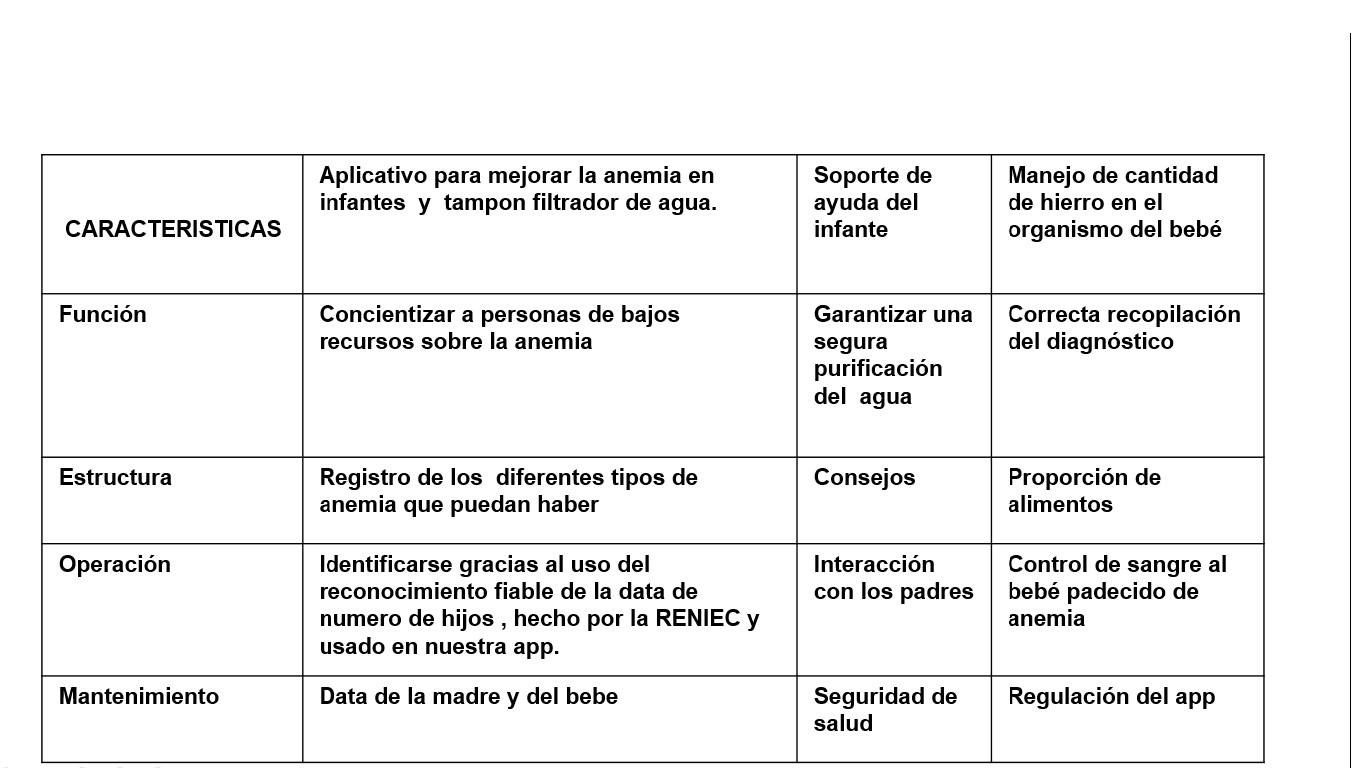 CARACTERISTICAS
Aplicativo para mejorar la anemia en
infantes y tampon filtrador de agua.
Soporte de
ayuda del
infante
Manejo de cantidad
de hierro en el
organismo del bebé
Función
Concientizar a personas de bajos
recursos sobre la anemia
Garantizar una
segura
purificación
del agua
Correcta recopilación
del diagnóstico
Estructura
Registro de los diferentes tipos de
anemia que puedan haber
Consejos
Proporción de
alimentos
Operación
Identificarse gracias al uso del
reconocimiento fiable de la data de
numero de hijos , hecho por la RENIEC y
usado en nuestra app.
Interacción
con los padres
Control de sangre al
bebé padecido de
anemia
Mantenimiento
Data de la madre y del bebe
Seguridad de
salud
Regulación del app